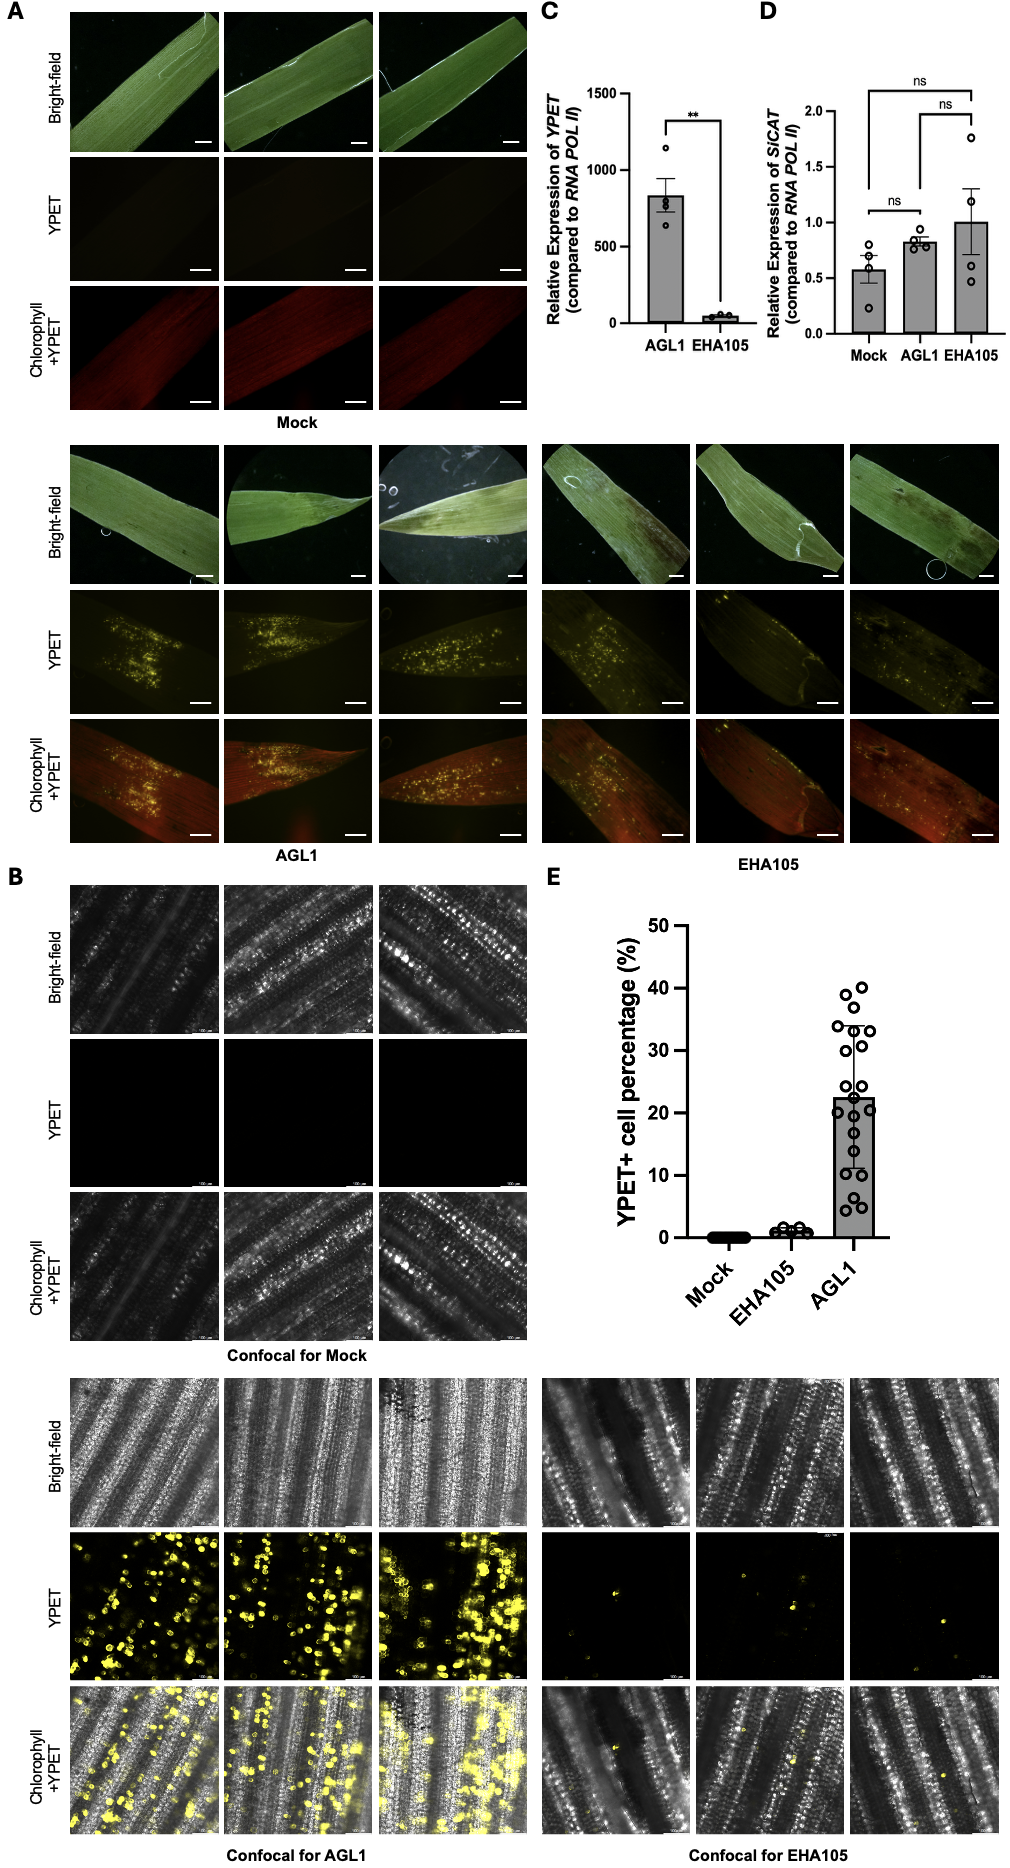 A
Bright-field
YPET
Chlorophyll
+YPET
Mock
C
Relative Expression of YPET
(compared to RNA POL II)
1500
1000
500
0
**
AGL1 EHA105
D
Relative Expression of SiCAT
(compared to RNA POL II)
2.0
1.5
1.0
0.5
0.0
ns
ns
ns
Mock AGL1 EHA105
Bright-field
YPET
Chlorophyll
+YPET
AGL1
EHA105
B
Bright-field
YPET
Chlorophyll
+YPET
Confocal for Mock
E
YPET+ cell percentage (%)
50
40
30
20
10
0
Mock
EHA105
AGL1
Bright-field
YPET
Chlorophyll
+YPET
Confocal for AGL1
Confocal for EHA105